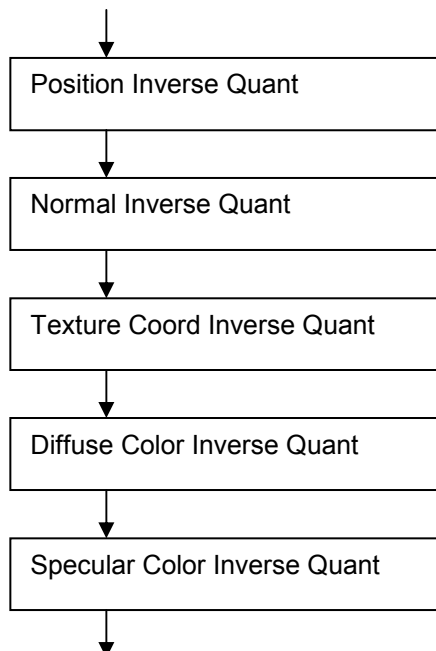 Position Inverse Quant
Normal Inverse Quant
Texture Coord Inverse Quant
Diffuse Color Inverse Quant
Specular Color Inverse Quant